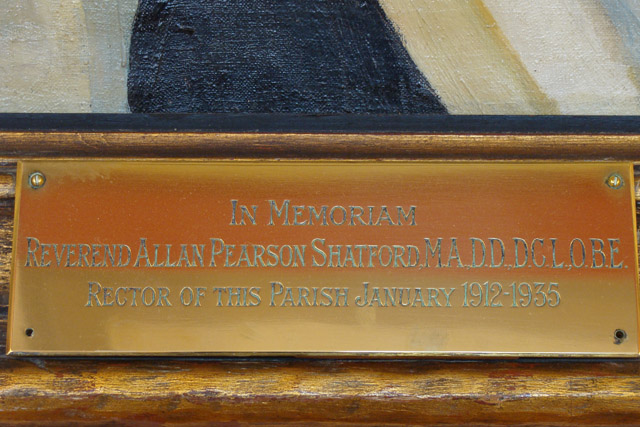 In Memoriam
Reverend Allan Pearson Shatford, M.A., D.D., D.C.L., O.B.E.
Rector of this Parish January 1912-1935